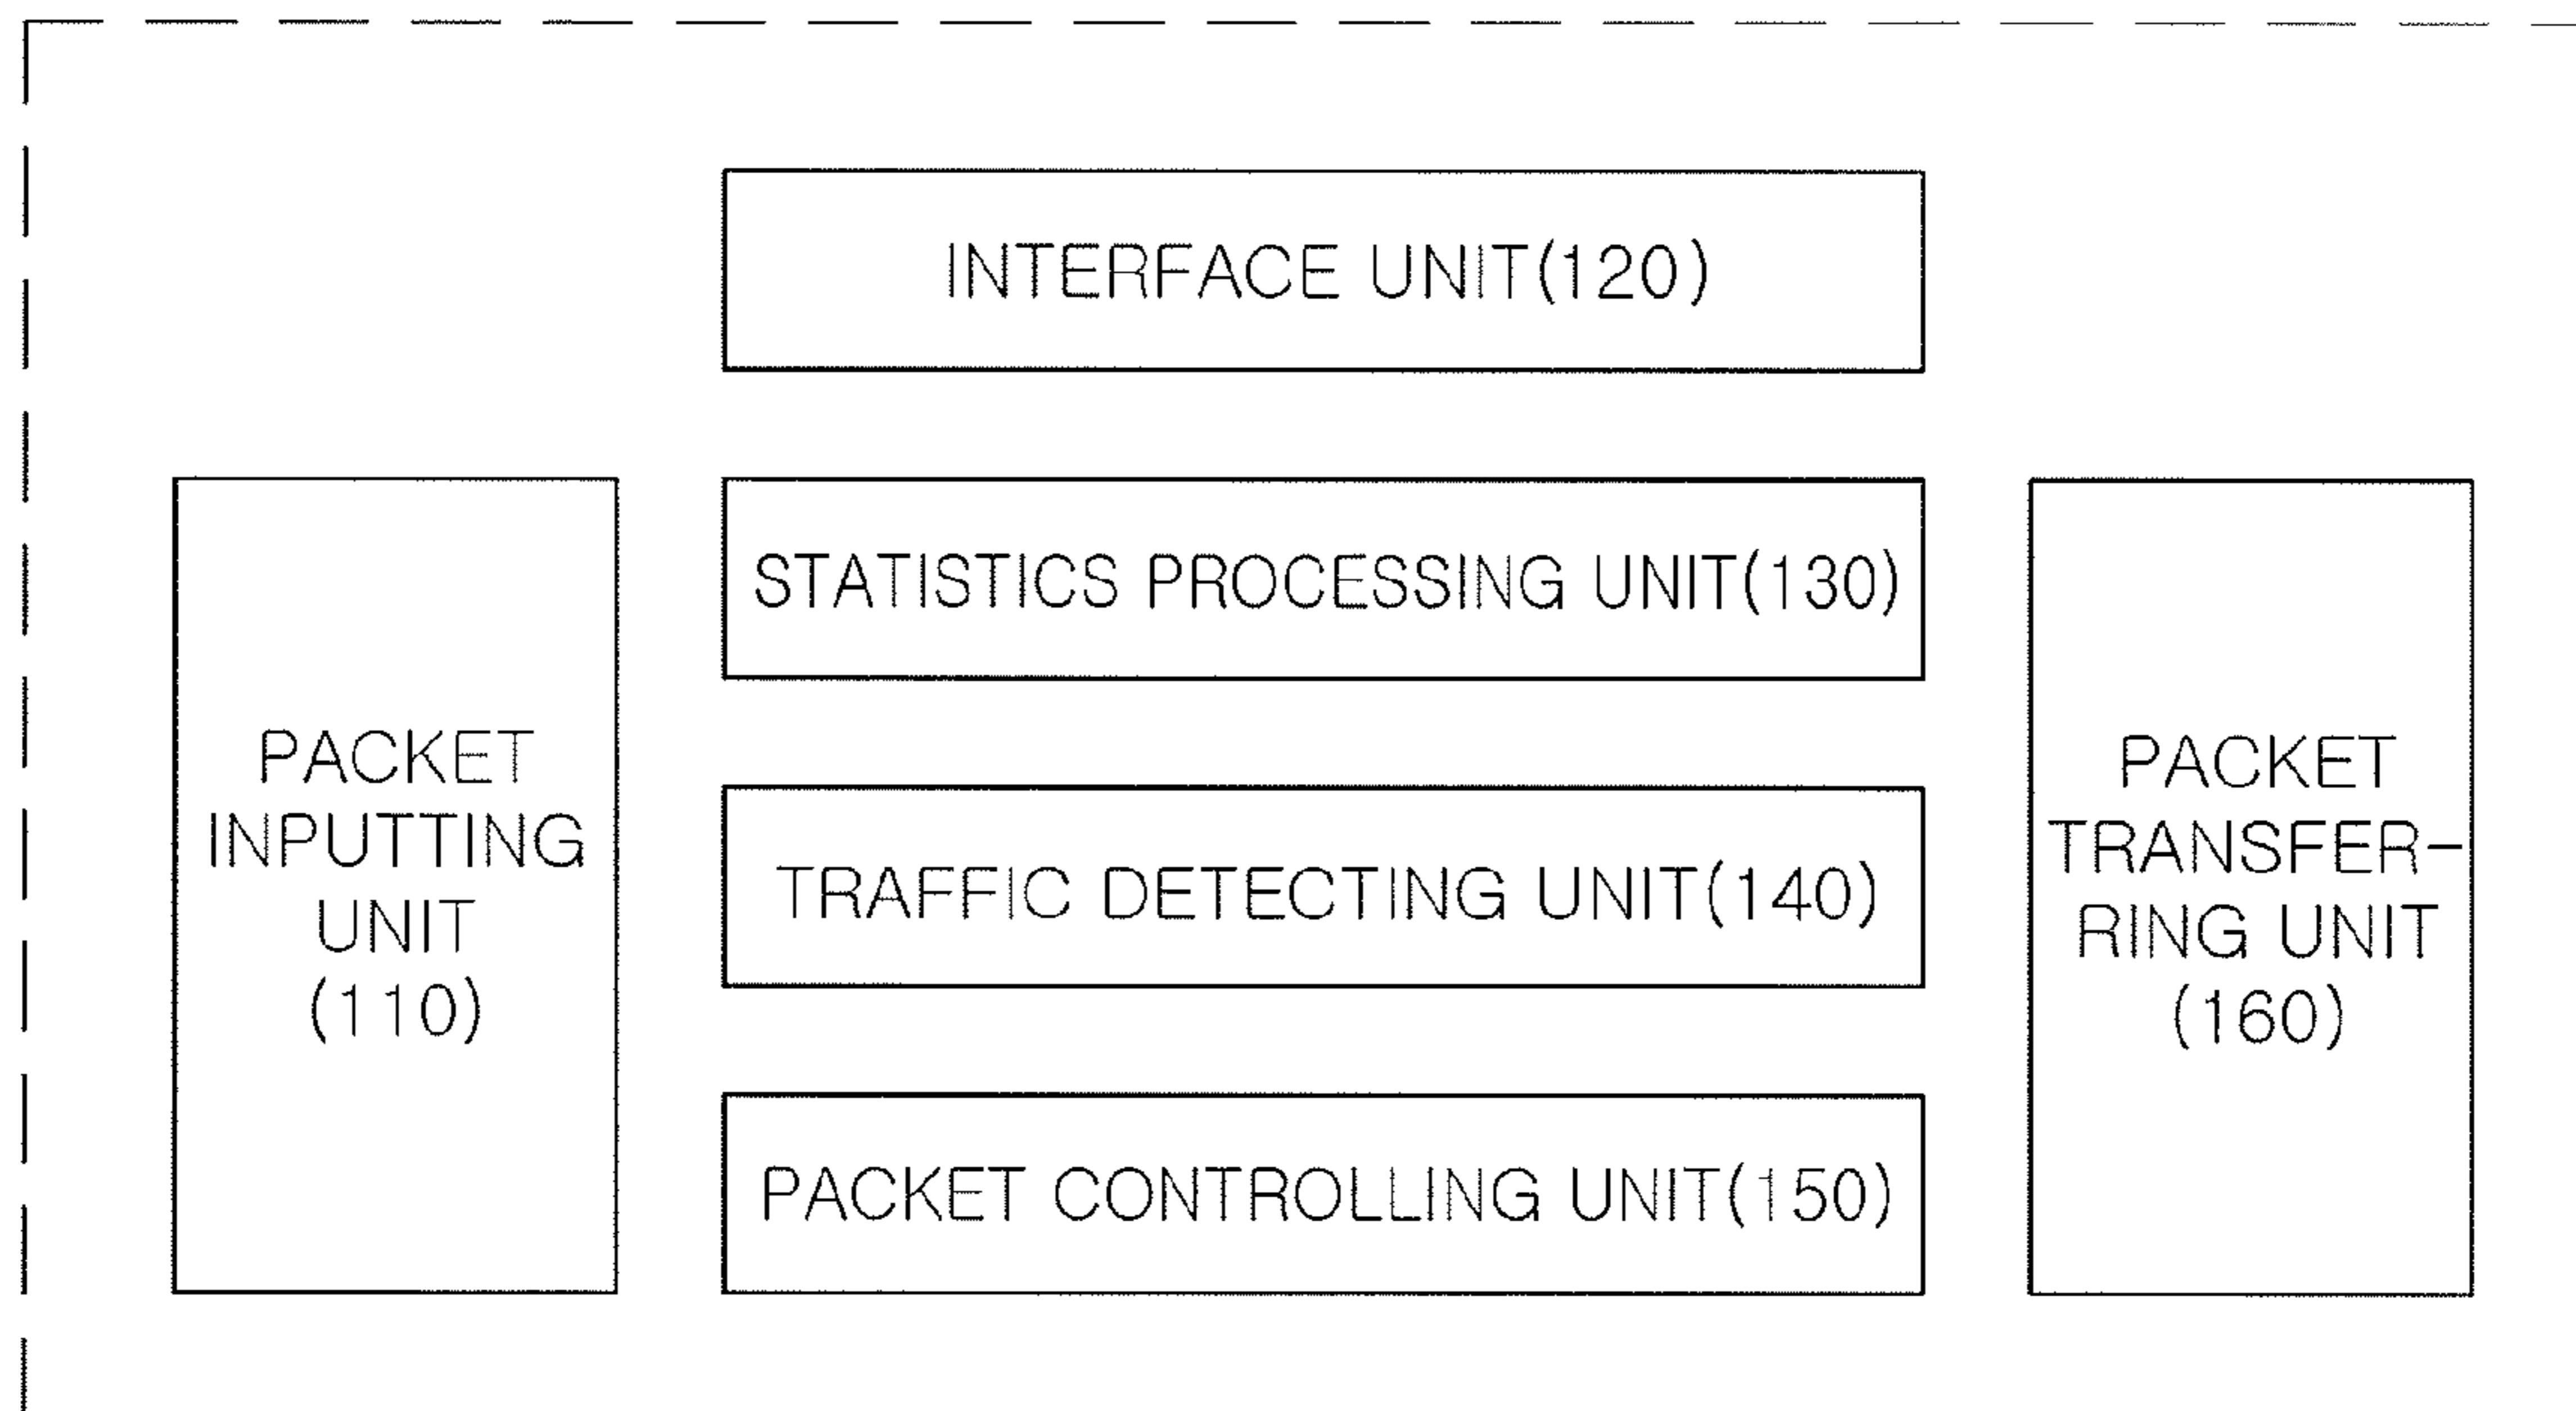 INTERFACE UNIT(120)
PACKET
INPUTTING
UNIT
(110)
STATISTICS PROCESSING UNIT(130)
TRAFFIC DETECTING UNIT(140)
PACKET CONTROLLING UNIT(150)
PACKET
TRANSFER-
RING UNIT
(160)